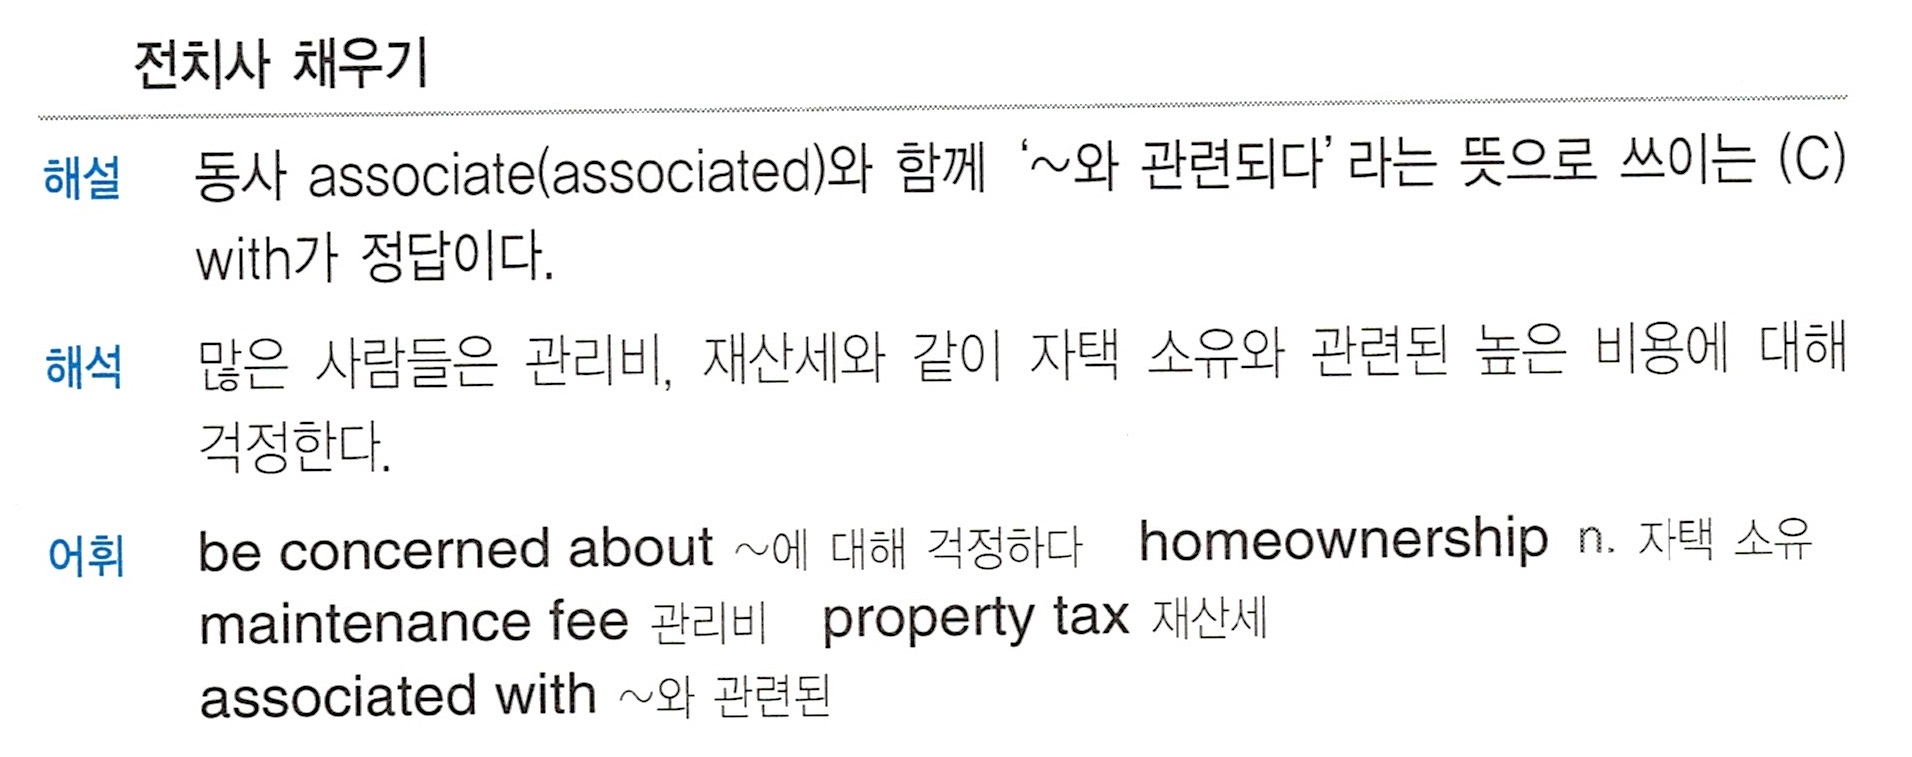 전치사 채우기
해설 동사 associate(associated)와 함께 ‘~와 관련되다’라는 뜻으로 쓰이는 (C)
with가 정답이다.
해석 많은 사람들은 관리비, 재산세와 같이 자택 소유와 관련된 높은 비용에 대해
걱정한다.
어휘 be concerned about ~에 대해 걱정하다 homeownership n. 자택 소유
maintenance fee 관리비 property tax 재산세
associated with ~와 관련된